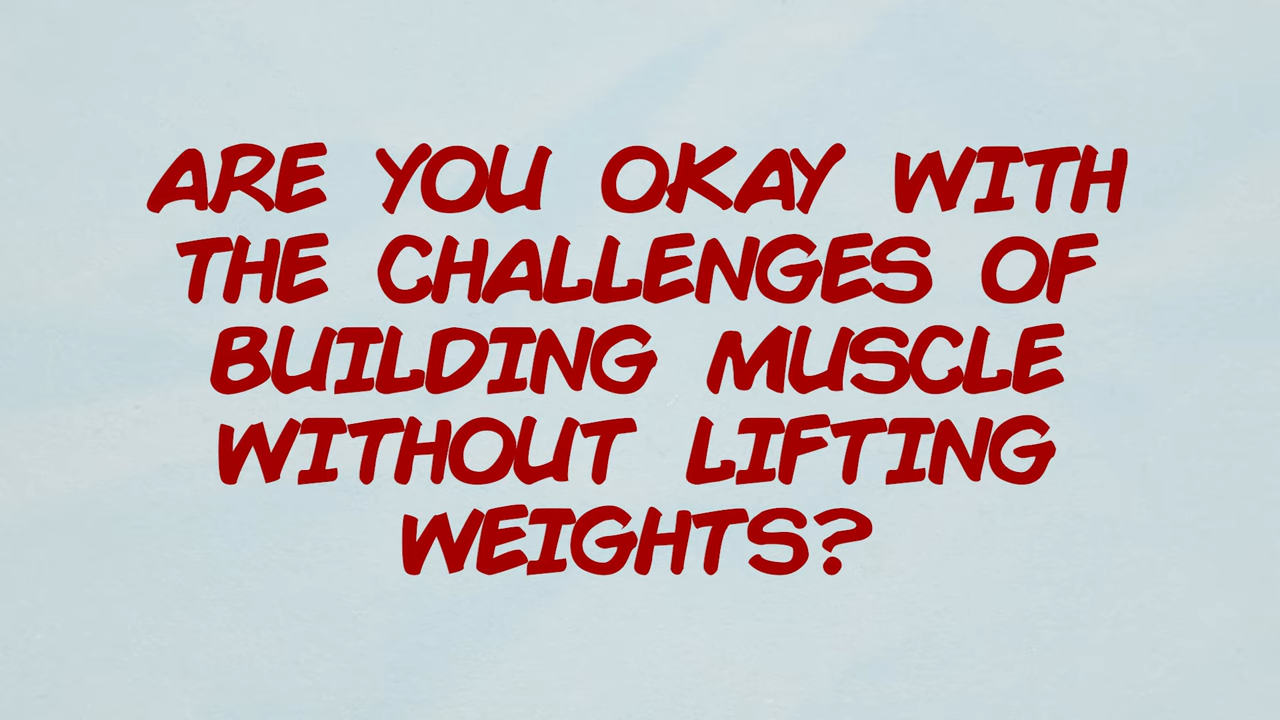 ARE YOU OKAY WITH
THE CHALLENGES OF
BUILDING MUSCLE
WITHOUT LIFTING
WEIGHTS?